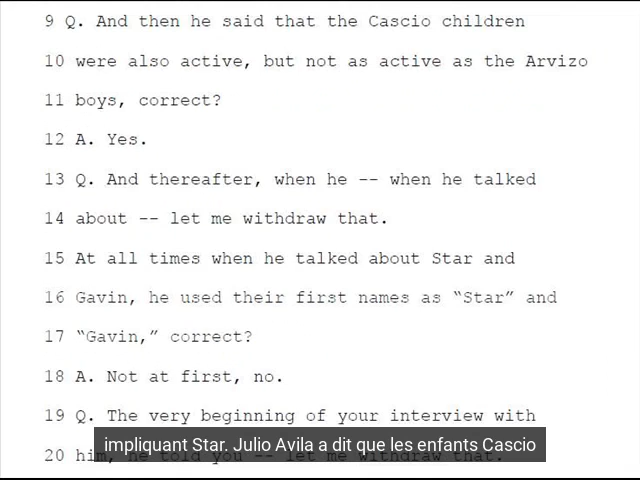 9 Q. And then he said that the Cascio children
10 were also active, but not as active as the Arvizo
11 boys, correct?
12 A. Yes.
13 Q. And thereafter, when he -- when he talked
14 about -- let me withdraw that.
15 At all times when he talked about Star and
16 Gavin, he used their first names as “Star” and
17 “Gavin,” correct?
18 A. Not at first, no.
19 Q. The very beginning of your interview with
20 him, he told you -- let me withdraw that.
impliquant Star. Julio Avila a dit que les enfants Cascio